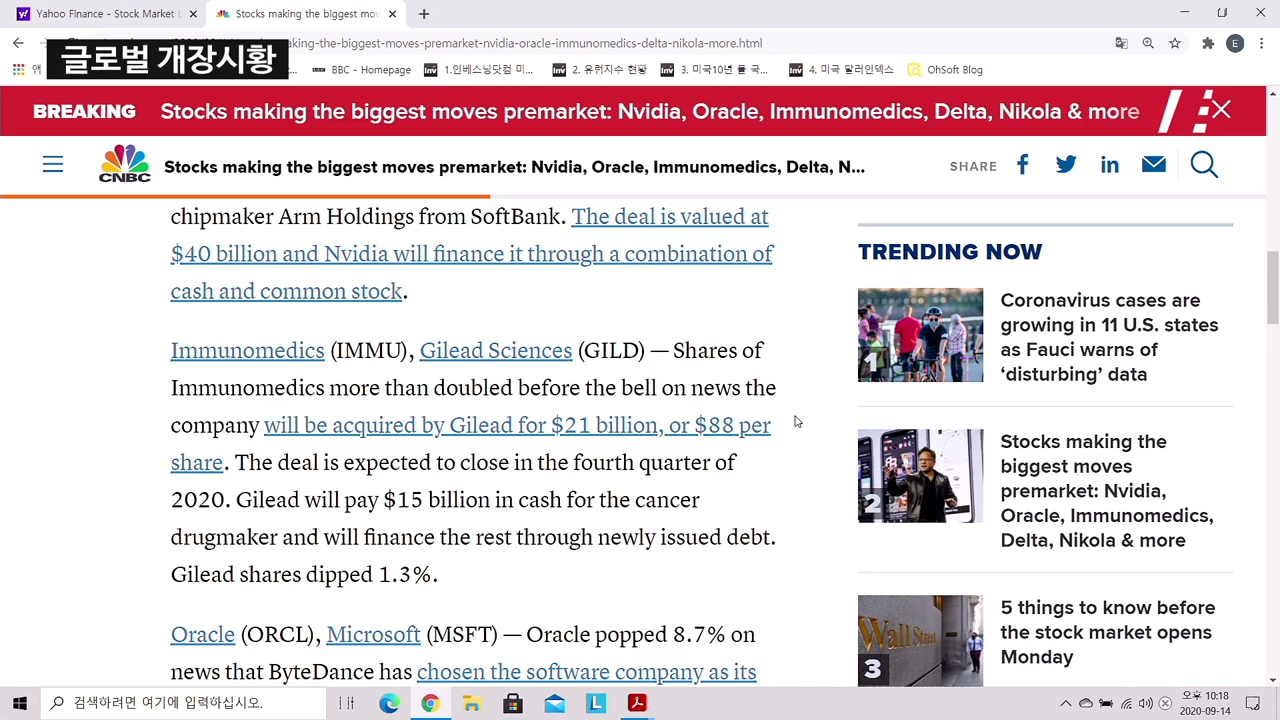 Yahoo Finance - Stock Market L
Stocks making the biggest mov
글로벌 개장시황
aking-the-biggest-moves-premarket-nvidia-oracle-immunomedics-delta-nikola-more.html
E
BBC - Homepage
1.인베스닝닷컴 미...
2. 유륀지수 현황
3. 미국10년 률 국...
4. 미국 달러인덱스
OhSoft Blog
BREAKING
Stocks making the biggest moves premarket: Nvidia, Oracle, Immunomedics, Delta, Nikola & more
CNBC
Stocks making the biggest moves premarket: Nvidia, Oracle, Immunomedics, Delta, N...
SHARE
chipmaker Arm Holdings from SoftBank. The deal is valued at
$40 billion and Nvidia will finance it through a combination of
cash and common stock.
Immunomedics (IMMU), Gilead Sciences (GILD) — Shares of
Immunomedics more than doubled before the bell on news the
company will be acquired by Gilead for $21 billion, or $88 per
share. The deal is expected to close in the fourth quarter of
2020. Gilead will pay $15 billion in cash for the cancer
drugmaker and will finance the rest through newly issued debt.
Gilead shares dipped 1.3%.
Oracle (ORCL), Microsoft (MSFT) — Oracle popped 8.7% on
news that ByteDance has chosen the software company as its
TRENDING NOW
1
Coronavirus cases are
growing in 11 U.S. states
as Fauci warns of
‘disturbing’ data
2
Stocks making the
biggest moves
premarket: Nvidia,
Oracle, Immunomedics,
Delta, Nikola & more
Wall Street
3
5 things to know before
the stock market opens
Monday
검색하려면 여기에 입력하십시오.
오후 10:18
2020-09-14